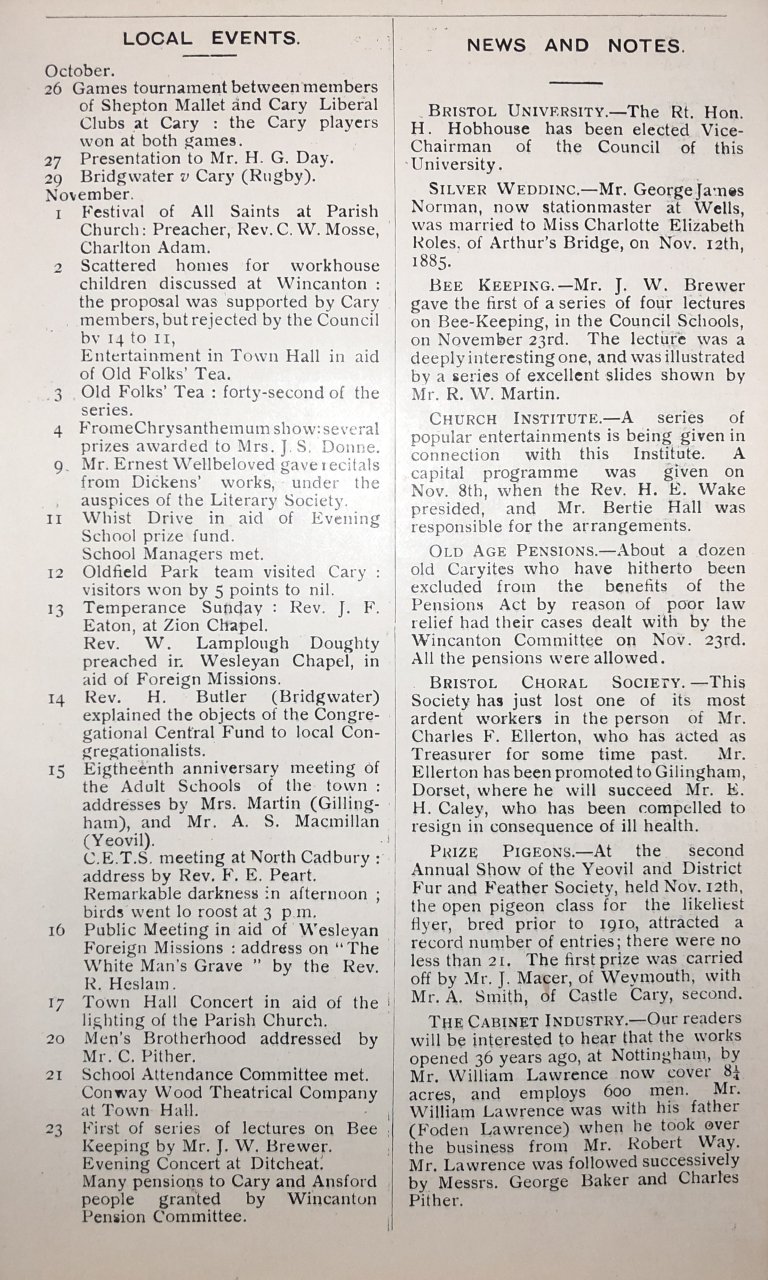 LOCAL EVENTS.
October.
26 Games tournament between members
of Shepton Mallet and Cary Liberal
Clubs at Cary : the Cary players
won at both games.
27 Presentation to Mr. H. G. Day.
29 Bridgwater v Cary (Rugby).
November.
1 Festival of All Saints at Parish
Church: Preacher, Rev. C. W. Mosse,
Charlton Adam.
2 Scattered homes for workhouse
children discussed at Wincanton :
the proposal was supported by Cary
members, but rejected by the Council
by 14 to 11,
Entertainment in Town Hall in aid
of Old Folks' Tea.
3 Old Folks' Tea : forty-second of the
series.
4 Frome Chrysanthemum show: several
prizes awarded to Mrs. J. S. Donne.
9 Mr. Ernest Wellbeloved gave recitals
from Dickens' works, under the
auspices of the Literary Society.
11 Whist Drive in aid of Evening
School prize fund.
School Managers met.
12 Oldfield Park team visited Cary :
visitors won by 5 points to nil.
13 Temperance Sunday : Rev. J. F.
Eaton, at Zion Chapel.
Rev. W. Lamplough Doughty
preached in Wesleyan Chapel, in
aid of Foreign Missions.
14 Rev. H. Butler (Bridgwater)
explained the objects of the Congre-
gational Central Fund to local Con-
gregationalists.
15 Eigtheenth anniversary meeting of
the Adult Schools of the town :
addresses by Mrs. Martin (Gilling-
ham), and Mr. A. S. Macmillan
(Yeovil).
C.E.T.S. meeting at North Cadbury :
address by Rev. F. E. Peart.
Remarkable darkness in afternoon ;
birds went lo roost at 3 p.m.
16 Public Meeting in aid of Wesleyan
Foreign Missions : address on "The
White Man's Grave " by the Rev.
R. Heslam.
17 Town Hall Concert in aid of the
lighting of the Parish Church.
20 Men's Brotherhood addressed by
Mr. C. Pither.
21 School Attendance Committee met.
Conway Wood Theatrical Company
at Town Hall.
23 First of series of lectures on Bee
Keeping by Mr. J. W. Brewer.
Evening Concert at Ditcheat.
Many pensions to Cary and Ansford
people granted by Wincanton
Pension Committee.
NEWS AND NOTES.
BRISTOL UNIVERSITY.—The Rt. Hon.
H. Hobhouse has been elected Vice-
Chairman of the Council of this
University.
SILVER WEDDING.—Mr. George James
Norman, now stationmaster at Wells,
was married to Miss Charlotte Elizabeth
Roles, of Arthur's Bridge, on Nov. 12th,
1885.
BEE KEEPING.—Mr. J. W. Brewer
gave the first of a series of four lectures
on Bee-Keeping, in the Council Schools,
on November 23rd. The lecture was a
deeply interesting one, and was illustrated
by a series of excellent slides shown by
Mr. R. W. Martin.
CHURCH INSTITUTE.—A series of
popular entertainments is being given in
connection with this Institute. A
capital programme was given on
Nov. 8th, when the Rev. H. E. Wake
presided, and Mr. Bertie Hall was
responsible for the arrangements.
OLD AGE PENSIONS.—About a dozen
old Caryites who have hitherto been
excluded from the benefits of the
Pensions Act by reason of poor law
relief had their cases dealt with by the
Wincanton Committee on Nov. 23rd.
All the pensions were allowed.
BRISTOL CHORAL SOCIETY. —This
Society has just lost one of its most
ardent workers in the person of Mr.
Charles F. Ellerton, who has acted as
Treasurer for some time past. Mr.
Ellerton has been promoted to Gilingham,
Dorset, where he will succeed Mr. E.
H. Caley, who has been compelled to
resign in consequence of ill health.
PRIZE PIGEONS.—At the second
Annual Show of the Yeovil and District
Fur and Feather Society, held Nov. 12th,
the open pigeon class for the likeliest
flyer, bred prior to 1910, attracted a
record number of entries; there were no
less than 21. The first prize was carried
off by Mr. J. Macer, of Weymouth, with
Mr. A. Smith, of Castle Cary, second.
THE CABINET INDUSTRY.—Our readers
will be interested to hear that the works
opened 36 years ago, at Nottingham, by
Mr. William Lawrence now cover 8¼
acres, and employs 600 men. Mr.
William Lawrence was with his father
(Foden Lawrence) when he took over
the business from Mr. Robert Way.
Mr. Lawrence was followed successively
by Messrs. George Baker and Charles
Pither.